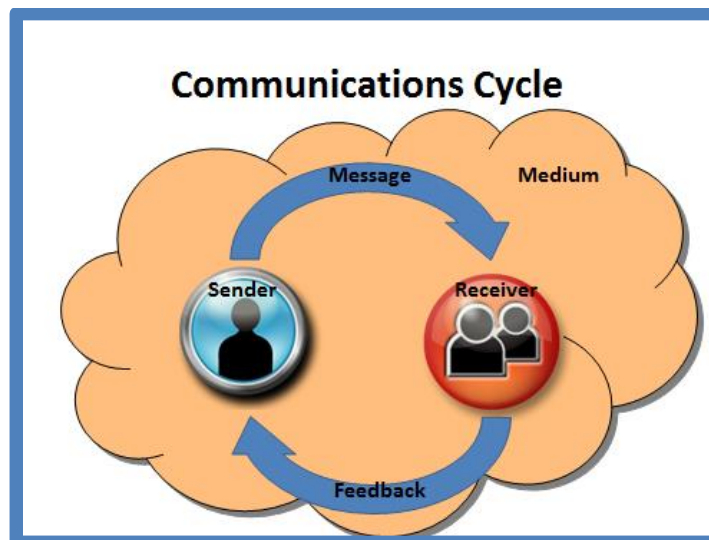 Communications Cycle
Message
Medium
Sender
Receiver
Feedback